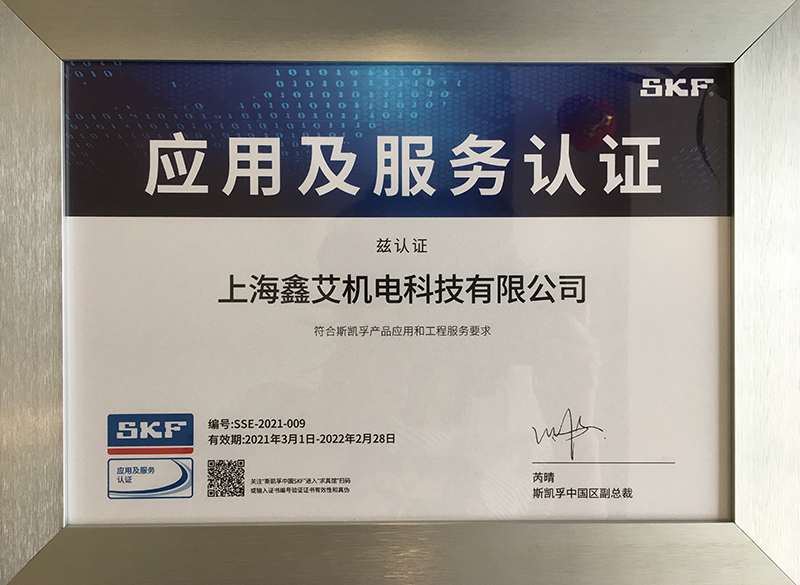 SKF
应用及服务认证
兹认证
上海鑫艾机电科技有限公司
符合斯凯孚产品应用和工程服务要求
SKF
应用及服务
认证
编号:SSE-2021-009
有效期:2021年3月1日-2022年2月28日
关注"斯凯孚中国SKF"进入"求真馆"扫码
或输入证书编号验证证书有效性和真伪
芮晴
斯凯孚中国区副总裁